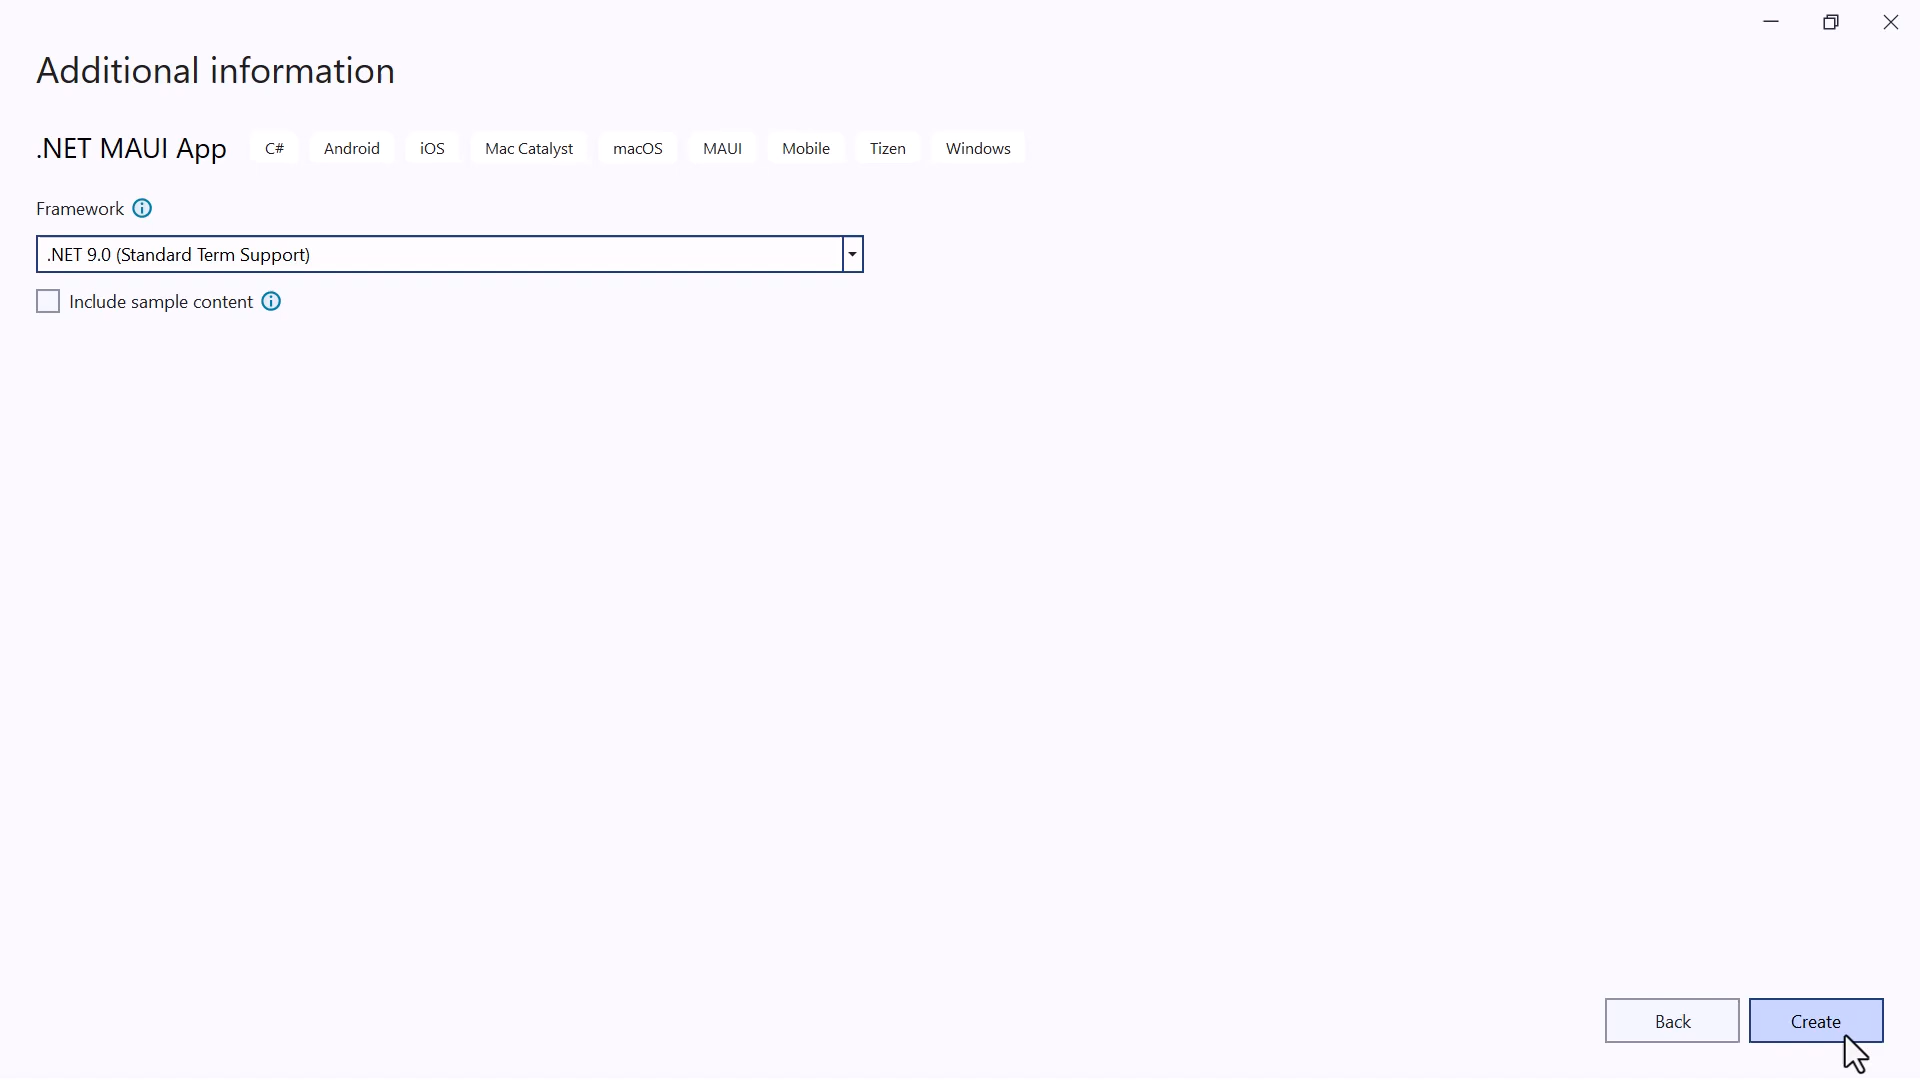 Additional information
.NET MAUI App C# Android iOS Mac Catalyst macOS MAUI Mobile Tizen Windows
Framework
.NET 9.0 (Standard Term Support)
Include sample content
Back Create